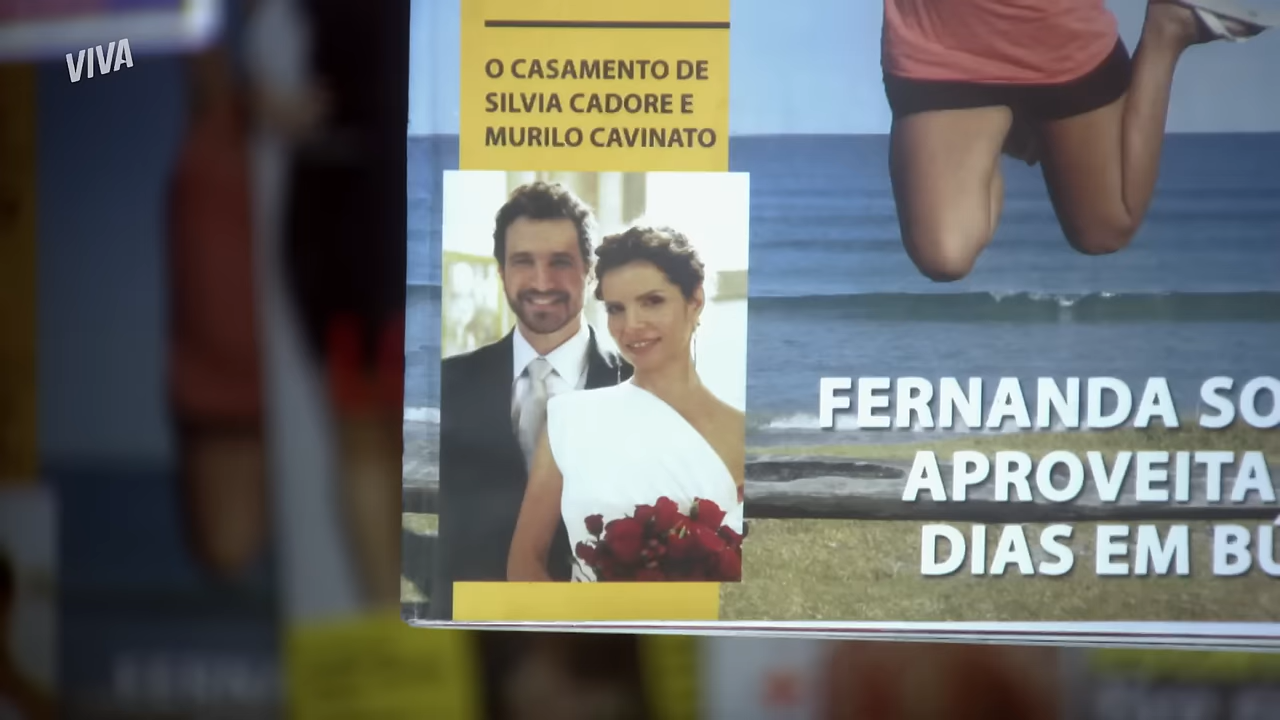 VIVA
O CASAMENTO DE
SILVIA CADORE E
MURILO CAVINATO
FERNANDA SO
APROVEITA
DIAS EM BÚ